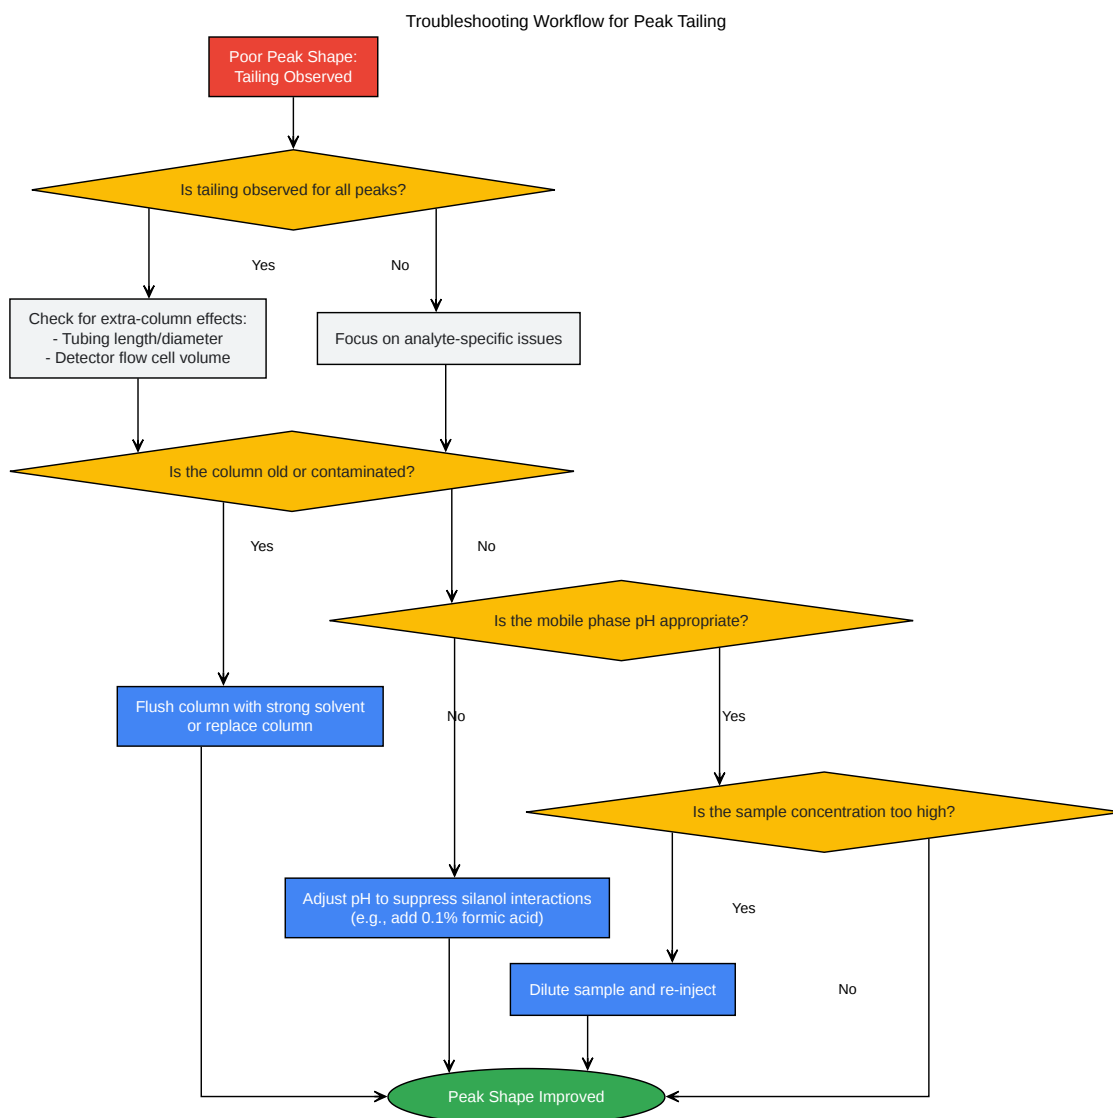 Troubleshooting Workflow for Peak Tailing
Poor Peak Shape:
Tailing Observed
Is tailing observed for all peaks?
Yes
No
Check for extra-column effects:
- Tubing length/diameter
- Detector flow cell volume
Focus on analyte-specific issues
Is the column old or contaminated?
Yes
No
Is the mobile phase pH appropriate?
Flush column with strong solvent
or replace column
No
Yes
Is the sample concentration too high?
Adjust pH to suppress silanol interactions
(e.g., add 0.1% formic acid)
Yes
Dilute sample and re-inject
No
Peak Shape Improved